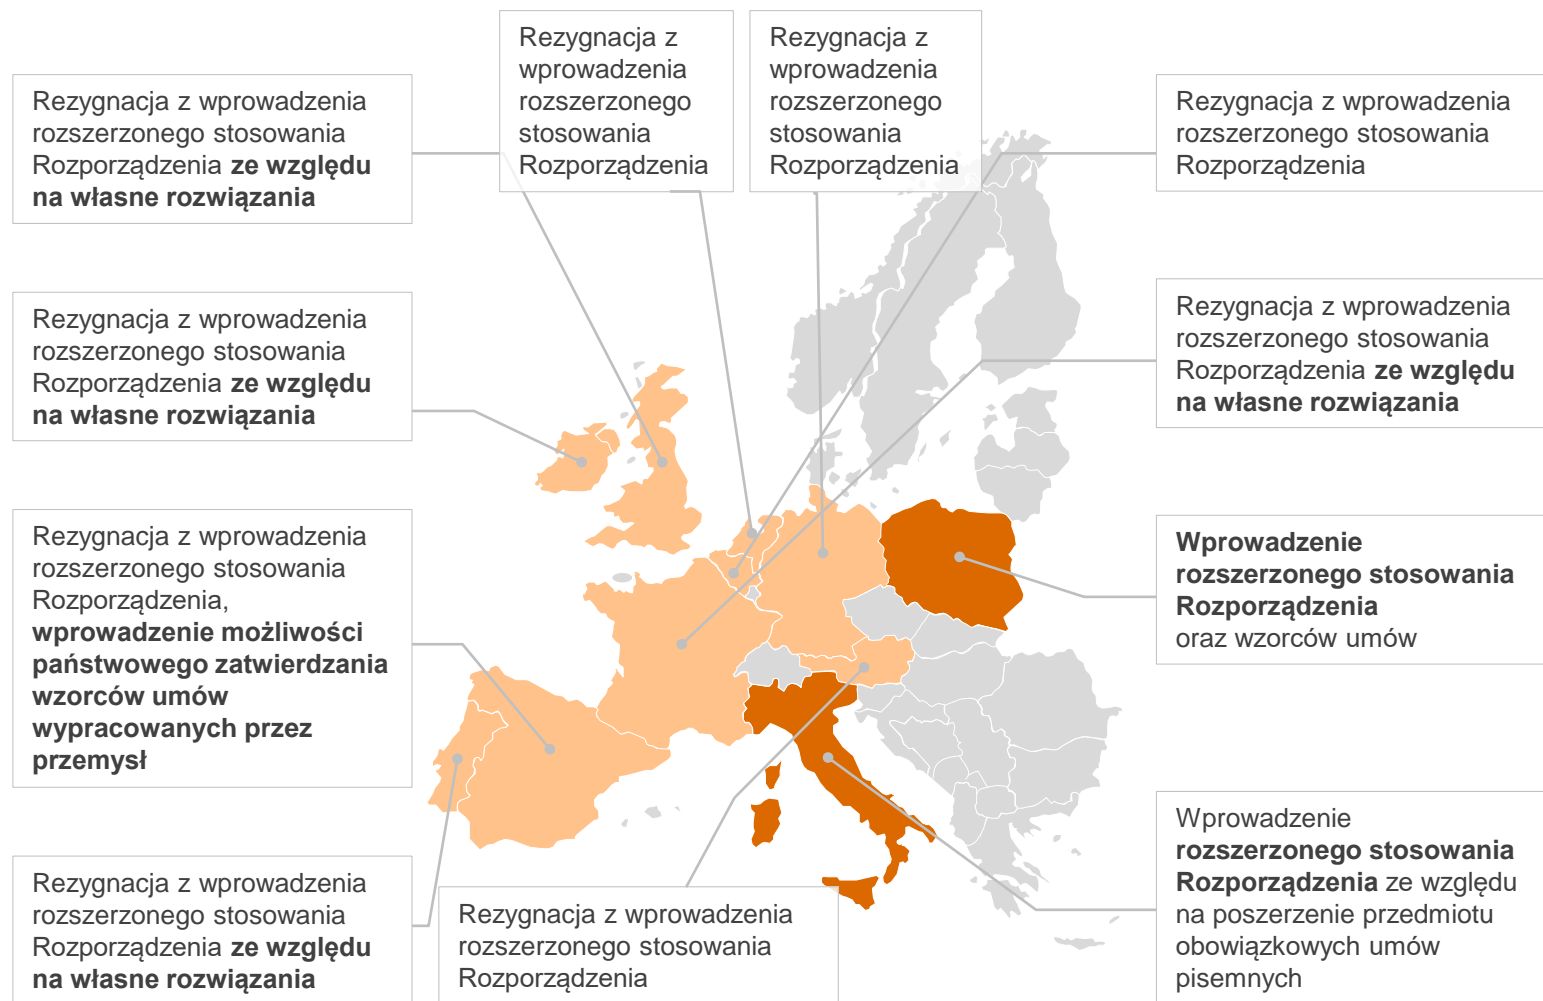 Rezygnacja z wprowadzenia
rozszerzonego stosowania
Rozporządzenia ze względu
na własne rozwiązania
Rezygnacja z
wprowadzenia
rozszerzonego
stosowania
Rozporządzenia
Rezygnacja z
wprowadzenia
rozszerzonego
stosowania
Rozporządzenia
Rezygnacja z wprowadzenia
rozszerzonego stosowania
Rozporządzenia
Rezygnacja z wprowadzenia
rozszerzonego stosowania
Rozporządzenia ze względu
na własne rozwiązania
Rezygnacja z wprowadzenia
rozszerzonego stosowania
Rozporządzenia ze względu
na własne rozwiązania
Rezygnacja z wprowadzenia
rozszerzonego stosowania
Rozporządzenia,
wprowadzenie możliwości
państwowego zatwierdzania
wzorców umów
wypracowanych przez
przemysł
Wprowadzenie
rozszerzonego stosowania
Rozporządzenia
oraz wzorców umów
Rezygnacja z wprowadzenia
rozszerzonego stosowania
Rozporządzenia ze względu
na własne rozwiązania
Rezygnacja z wprowadzenia
rozszerzonego stosowania
Rozporządzenia
Wprowadzenie
rozszerzonego stosowania
Rozporządzenia ze względu
na poszerzenie przedmiotu
obowiązkowych umów
pisemnych